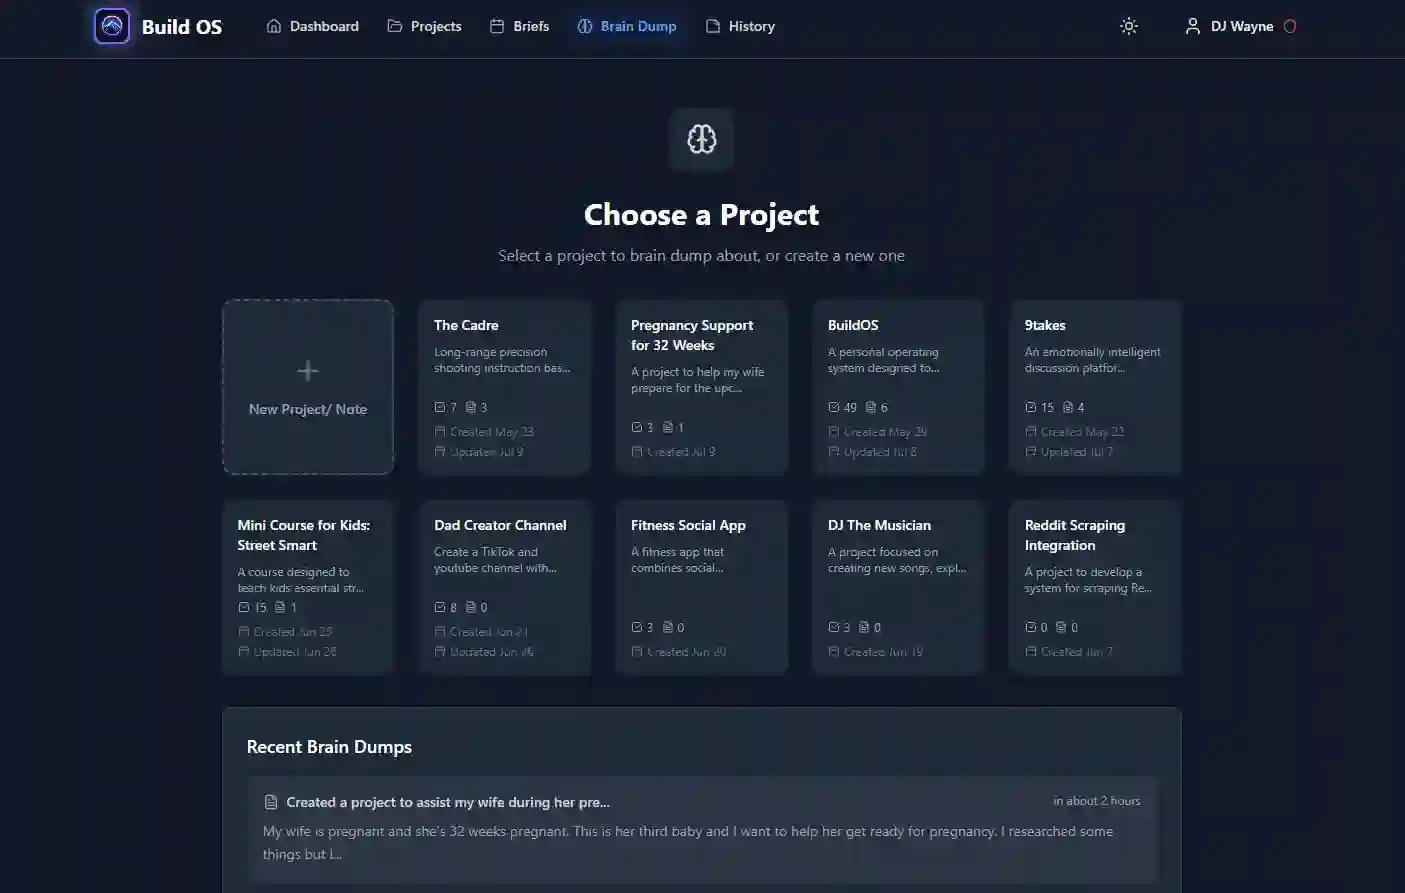 Build OS
Dashboard
Projects
Briefs
Brain Dump
History
DJ Wayne
Choose a Project
Select a project to brain dump about, or create a new one
New Project/ Note
The Cadre
Long-range precision
shooting instruction bas...
7 3
Created May 23
Updated Jul 9
Pregnancy Support
for 32 Weeks
A project to help my wife
prepare for the upc...
3 1
Created Jul 9
BuildOS
A personal operating
system designed to...
49 6
Created May 29
Updated Jul 8
9takes
An emotionally intelligent
discussion platfor...
15 4
Created May 22
Updated Jul 7
Mini Course for Kids:
Street Smart
A course designed to
teach kids essential str...
15 1
Created Jun 25
Updated Jun 26
Dad Creator Channel
Create a TikTok and
youtube channel with...
8 0
Created Jun 21
Updated Jun 26
Fitness Social App
A fitness app that
combines social...
3 0
Created Jun 20
DJ The Musician
A project focused on
creating new songs, expl...
3 0
Created Jun 19
Reddit Scraping
Integration
A project to develop a
system for scraping Re...
0 0
Created Jun 7
Recent Brain Dumps
Created a project to assist my wife during her pre...
in about 2 hours
My wife is pregnant and she's 32 weeks pregnant. This is her third baby and I want to help her get ready for pregnancy. I researched some
things but I...